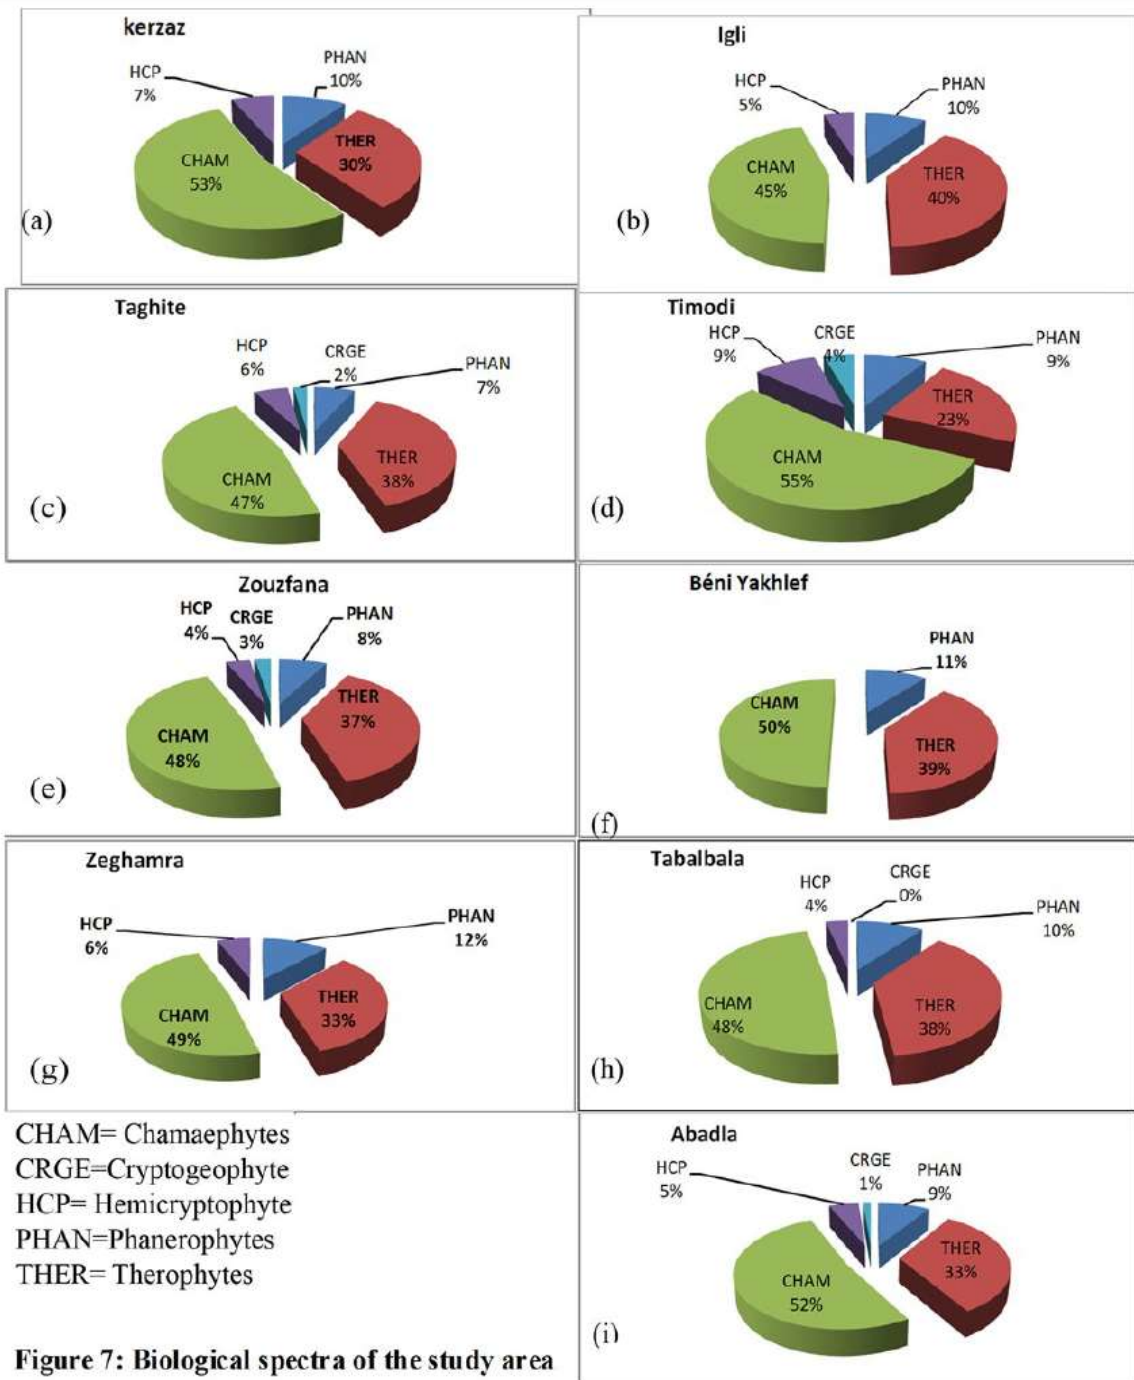 kerzaz
HCP
7%
PHAN
10%
THER
30%
CHAM
53%
(a)
Igli
HCP
5%
PHAN
10%
THER
40%
CHAM
45%
(b)
Taghite
HCP
6%
CRGE
2%
PHAN
7%
THER
38%
CHAM
47%
(c)
Timodi
HCP
9%
CRGE
4%
PHAN
9%
THER
23%
CHAM
55%
(d)
Zouzfana
HCP
4%
CRGE
3%
PHAN
8%
THER
37%
CHAM
48%
(e)
Béni Yakhlef
PHAN
11%
CHAM
50%
THER
39%
(f)
Zeghamra
HCP
6%
PHAN
12%
THER
33%
CHAM
49%
(g)
Tabalbala
HCP
4%
CRGE
0%
PHAN
10%
CHAM
48%
THER
38%
(h)
CHAM= Chamaephytes
CRGE=Cryptogeophyte
HCP= Hemicryptophyte
PHAN=Phanerophytes
THER= Therophytes
Abadla
HCP
5%
CRGE
1%
PHAN
9%
THER
33%
CHAM
52%
(i)
Figure 7: Biological spectra of the study area